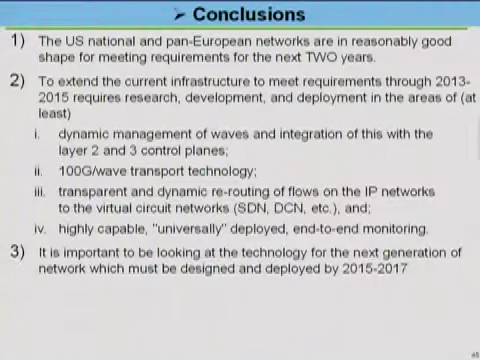 ➢ Conclusions
1) The US national and pan-European networks are in reasonably good
shape for meeting requirements for the next TWO years.
2) To extend the current infrastructure to meet requirements through 2013-
2015 requires research, development, and deployment in the areas of (at
least)
i. dynamic management of waves and integration of this with the
layer 2 and 3 control planes;
ii. 100G/wave transport technology;
iii. transparent and dynamic re-routing of flows on the IP networks
to the virtual circuit networks (SDN, DCN, etc.), and;
iv. highly capable, "universally" deployed, end-to-end monitoring.
3) It is important to be looking at the technology for the next generation of
network which must be designed and deployed by 2015-2017